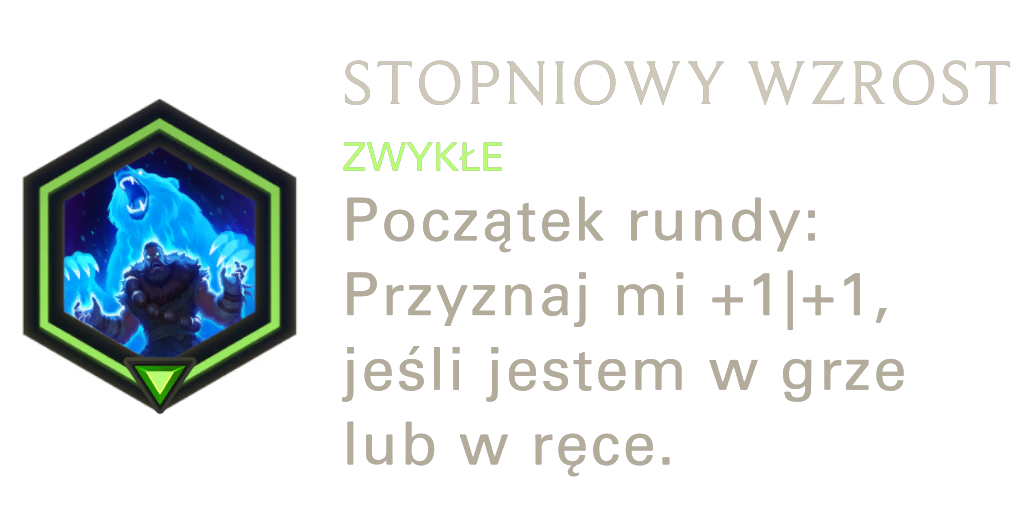 STOPNIOWY WZROST
ZWYKŁE
Początek rundy:
Przyznaj mi +1|+1,
jeśli jestem w grze
lub w ręce.